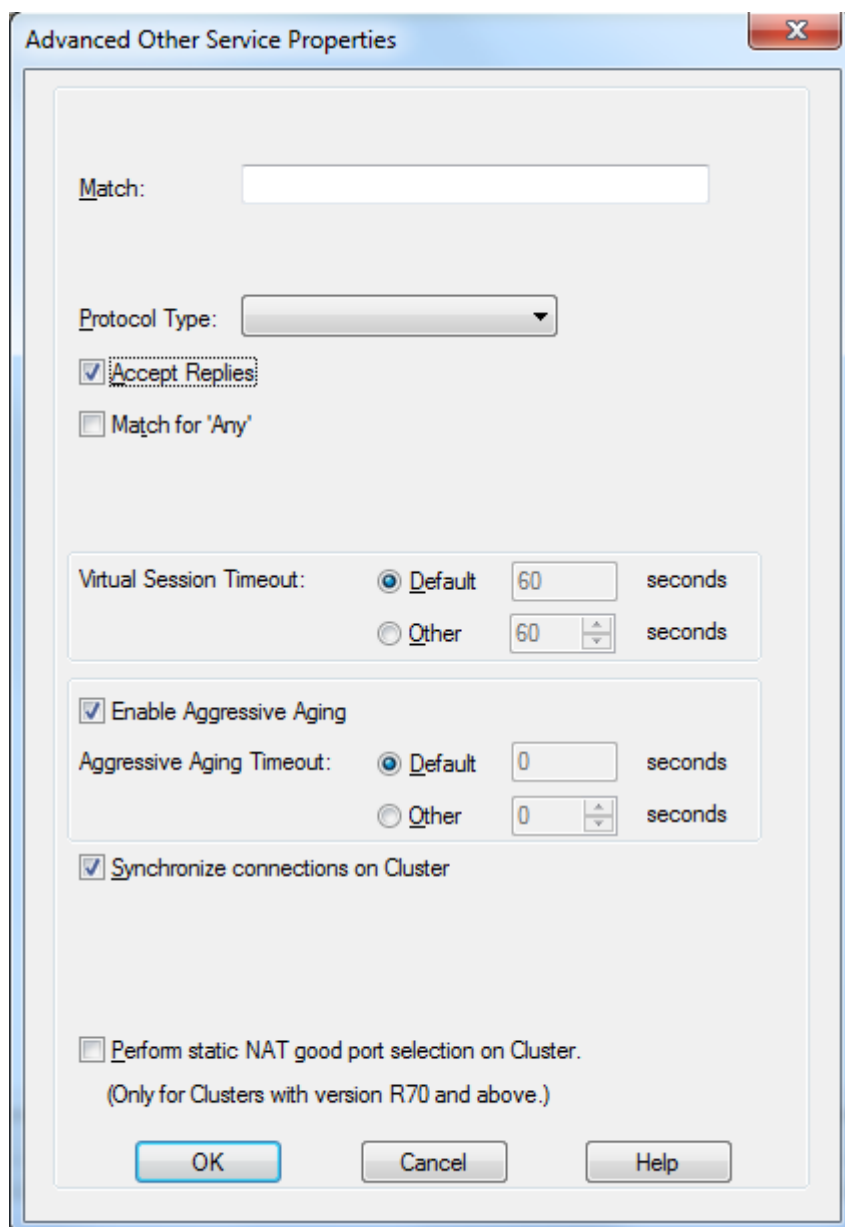 Advanced Other Service Properties
X
Match:
Protocol Type:
Accept Replies
Match for 'Any'
Virtual Session Timeout: Default 60 seconds
Other 60 seconds
Enable Aggressive Aging
Aggressive Aging Timeout: Default 0 seconds
Other 0 seconds
Synchronize connections on Cluster
Perform static NAT good port selection on Cluster.
(Only for Clusters with version R70 and above.)
OK Cancel Help